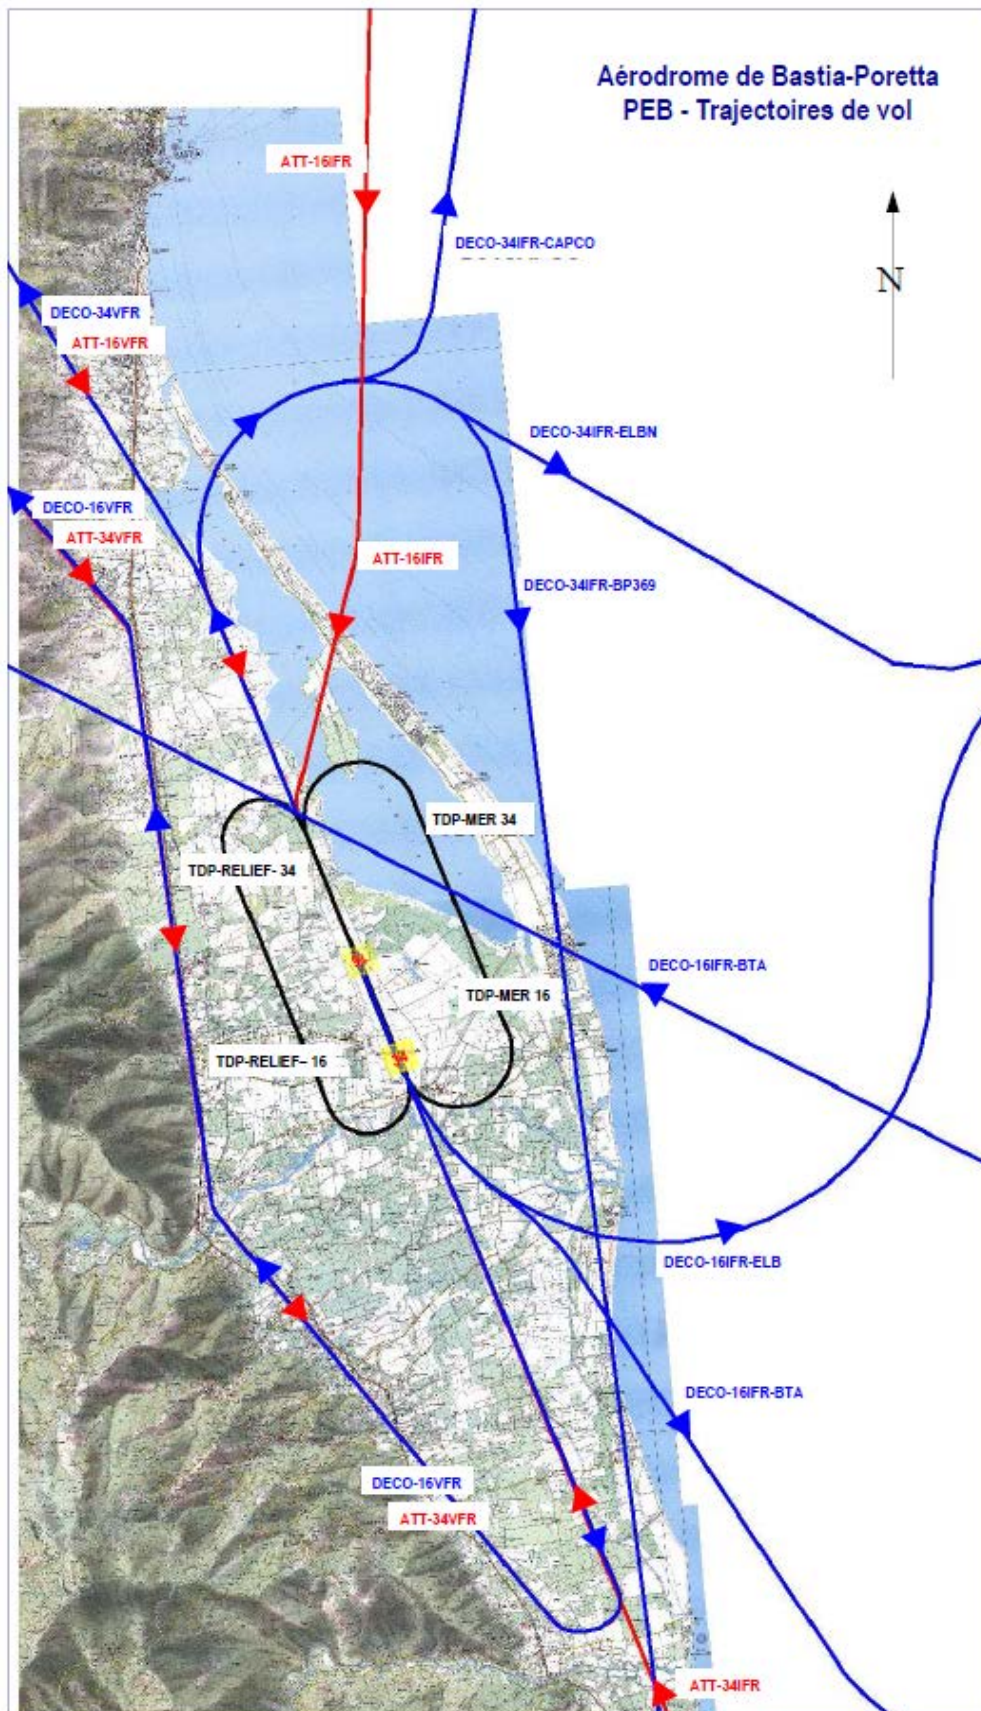 Aérodrome de Bastia-Poretta
PEB - Trajectoires de vol
ATT-16IFR
DECO-34IFR-CAPCO
N
DECO-34VFR
ATT-16VFR
DECO-34IFR-ELBN
DECO-16VFR
ATT-34VFR
ATT-16IFR
DECO-34IFR-BP369
TDP-MER 34
TDP-RELIEF- 34
DECO-16IFR-BTA
TDP-MER 16
TDP-RELIEF– 16
DECO-16IFR-ELB
DECO-16IFR-BTA
DECO-16VFR
ATT-34VFR
ATT-34IFR